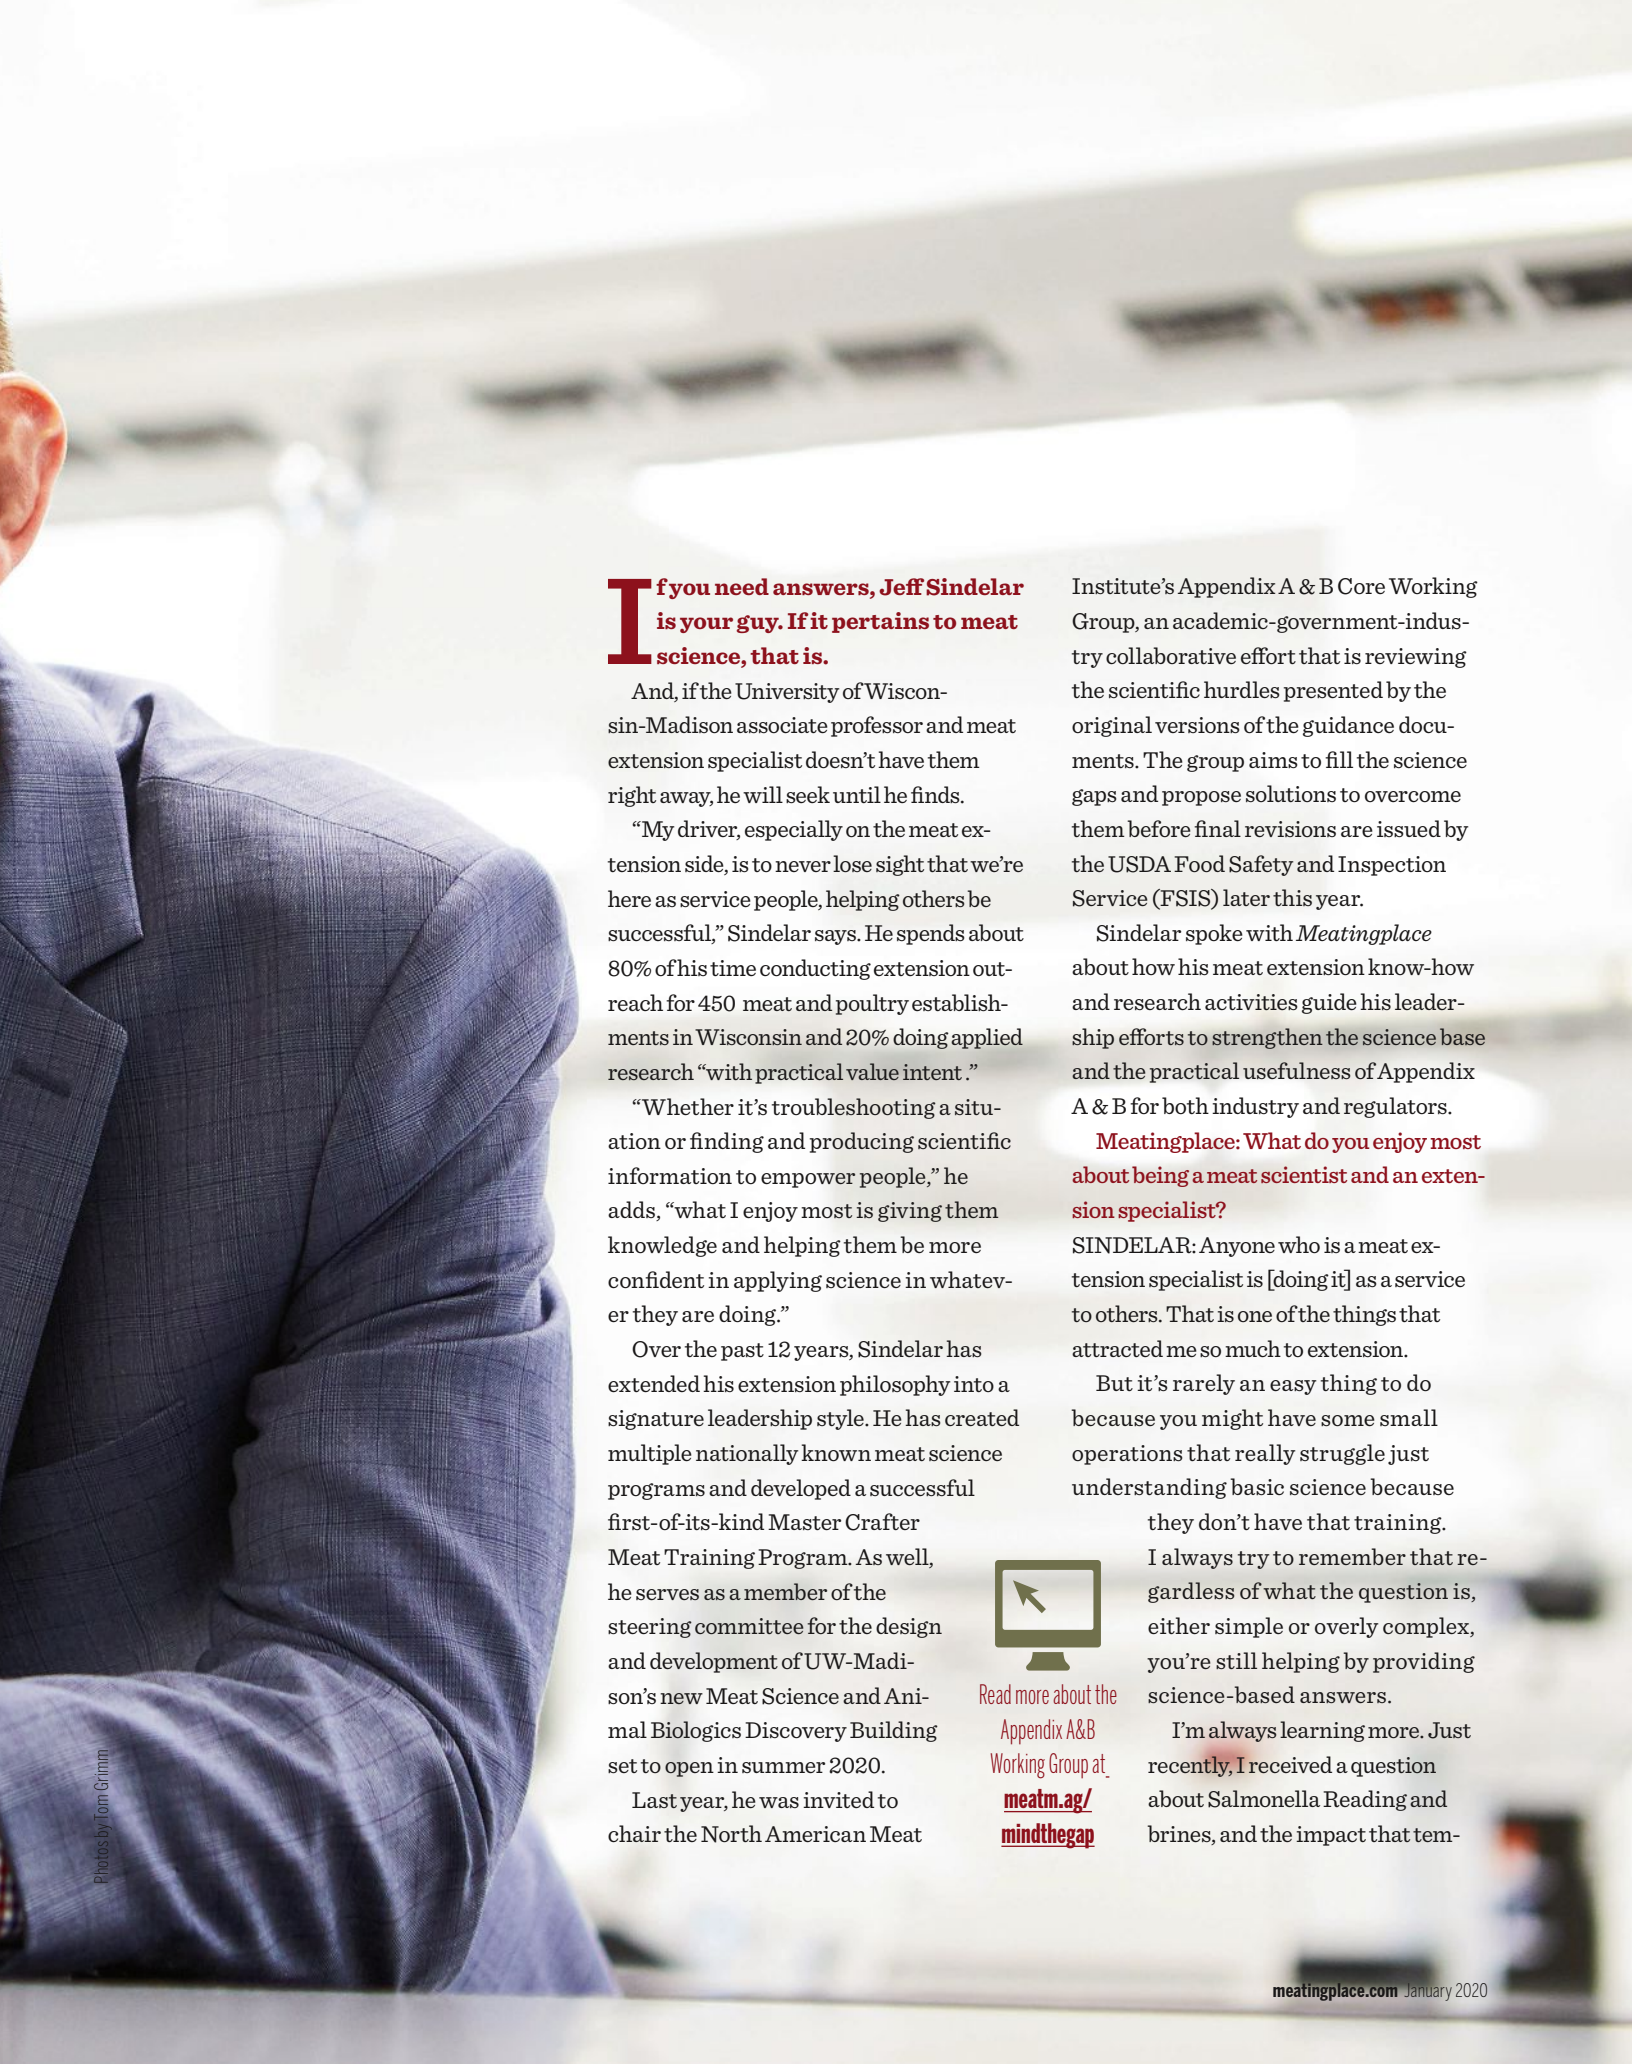 If you need answers, Jeff Sindelar
is your guy. If it pertains to meat
science, that is.
And, if the University of Wiscon-
sin-Madison associate professor and meat
extension specialist doesn't have them
right away, he will seek until he finds.
“My driver, especially on the meat ex-
tension side, is to never lose sight that we're
here as service people, helping others be
successful,” Sindelar says. He spends about
80% of his time conducting extension out-
reach for 450 meat and poultry establish-
ments in Wisconsin and 20% doing applied
research “with practical value intent .”
“Whether it's troubleshooting a situ-
ation or finding and producing scientific
information to empower people,” he
adds, “what I enjoy most is giving them
knowledge and helping them be more
confident in applying science in whatev-
er they are doing.”
Over the past 12 years, Sindelar has
extended his extension philosophy into a
signature leadership style. He has created
multiple nationally known meat science
programs and developed a successful
first-of-its-kind Master Crafter
Meat Training Program. As well,
he serves as a member of the
steering committee for the design
and development of UW-Madi-
son's new Meat Science and Ani-
mal Biologics Discovery Building
set to open in summer 2020.
Last year, he was invited to
chair the North American Meat
Institute's Appendix A & B Core Working
Group, an academic-government-indus-
try collaborative effort that is reviewing
the scientific hurdles presented by the
original versions of the guidance docu-
ments. The group aims to fill the science
gaps and propose solutions to overcome
them before final revisions are issued by
the USDA Food Safety and Inspection
Service (FSIS) later this year.
Sindelar spoke with Meatingplace
about how his meat extension know-how
and research activities guide his leader-
ship efforts to strengthen the science base
and the practical usefulness of Appendix
A & B for both industry and regulators.
Meatingplace: What do you enjoy most
about being a meat scientist and an exten-
sion specialist?
SINDELAR: Anyone who is a meat ex-
tension specialist is [doing it] as a service
to others. That is one of the things that
attracted me so much to extension.
But it's rarely an easy thing to do
because you might have some small
operations that really struggle just
understanding basic science because
they don't have that training.
I always try to remember that re-
gardless of what the question is,
either simple or overly complex,
you're still helping by providing
science-based answers.
I'm always learning more. Just
recently, I received a question
about Salmonella Reading and
brines, and the impact that tem-
Read more about the
Appendix A&B
Working Group at
meatm.ag/
mindthegap
Photos by Tom Grimm
meatingplace.com January 2020